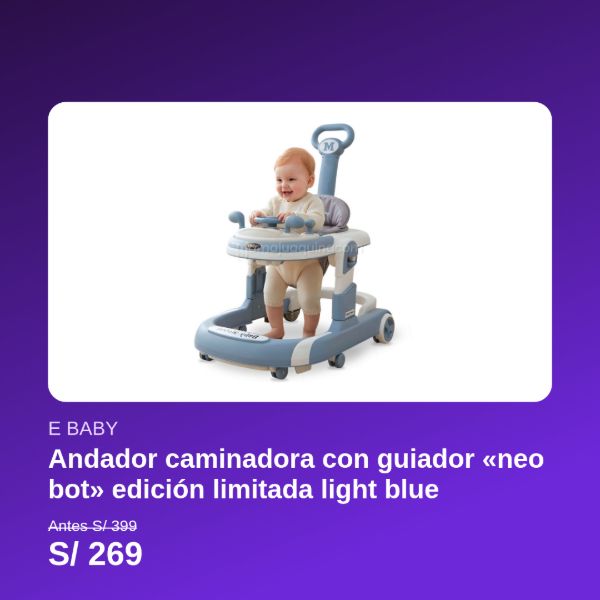 M
E BABY
Andador caminadora con guiador «neo
bot» edición limitada light blue
Antes S/ 399
S/ 269